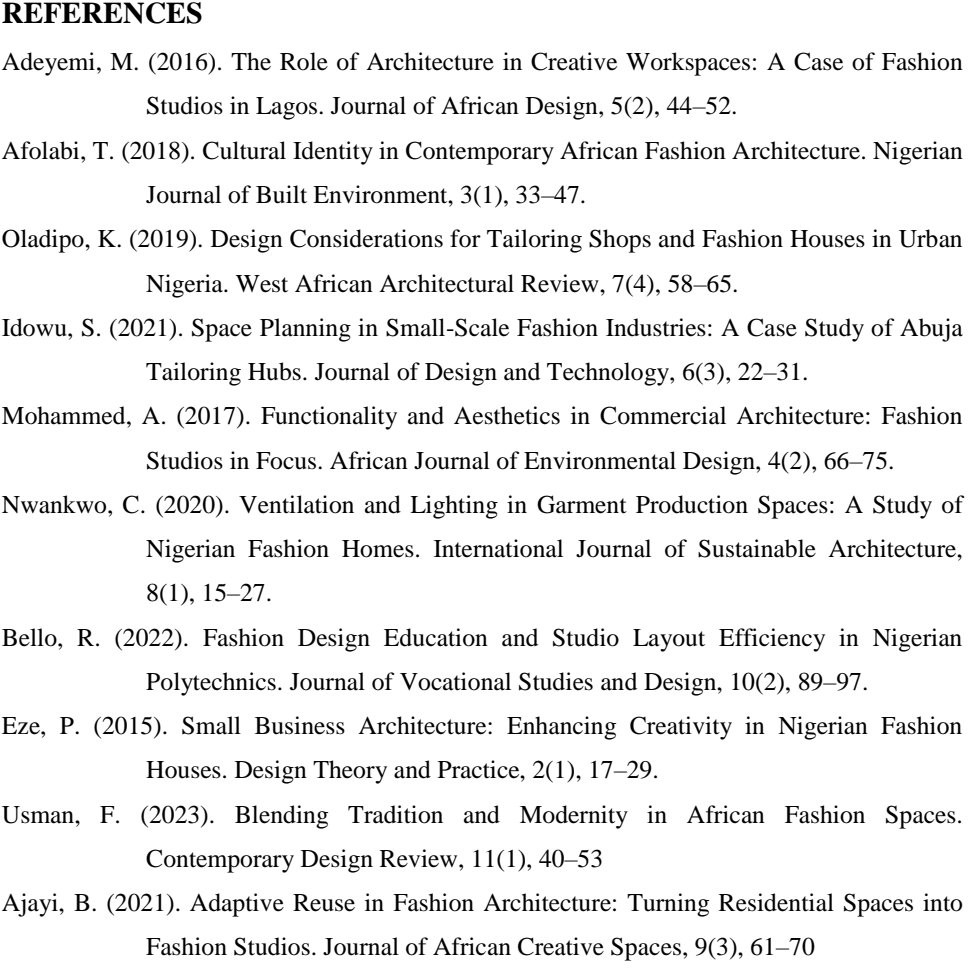 REFERENCES
Adeyemi, M. (2016). The Role of Architecture in Creative Workspaces: A Case of Fashion
Studios in Lagos. Journal of African Design, 5(2), 44–52.
Afolabi, T. (2018). Cultural Identity in Contemporary African Fashion Architecture. Nigerian
Journal of Built Environment, 3(1), 33–47.
Oladipo, K. (2019). Design Considerations for Tailoring Shops and Fashion Houses in Urban
Nigeria. West African Architectural Review, 7(4), 58–65.
Idowu, S. (2021). Space Planning in Small-Scale Fashion Industries: A Case Study of Abuja
Tailoring Hubs. Journal of Design and Technology, 6(3), 22–31.
Mohammed, A. (2017). Functionality and Aesthetics in Commercial Architecture: Fashion
Studios in Focus. African Journal of Environmental Design, 4(2), 66–75.
Nwankwo, C. (2020). Ventilation and Lighting in Garment Production Spaces: A Study of
Nigerian Fashion Homes. International Journal of Sustainable Architecture,
8(1), 15–27.
Bello, R. (2022). Fashion Design Education and Studio Layout Efficiency in Nigerian
Polytechnics. Journal of Vocational Studies and Design, 10(2), 89–97.
Eze, P. (2015). Small Business Architecture: Enhancing Creativity in Nigerian Fashion
Houses. Design Theory and Practice, 2(1), 17–29.
Usman, F. (2023). Blending Tradition and Modernity in African Fashion Spaces.
Contemporary Design Review, 11(1), 40–53
Ajayi, B. (2021). Adaptive Reuse in Fashion Architecture: Turning Residential Spaces into
Fashion Studios. Journal of African Creative Spaces, 9(3), 61–70